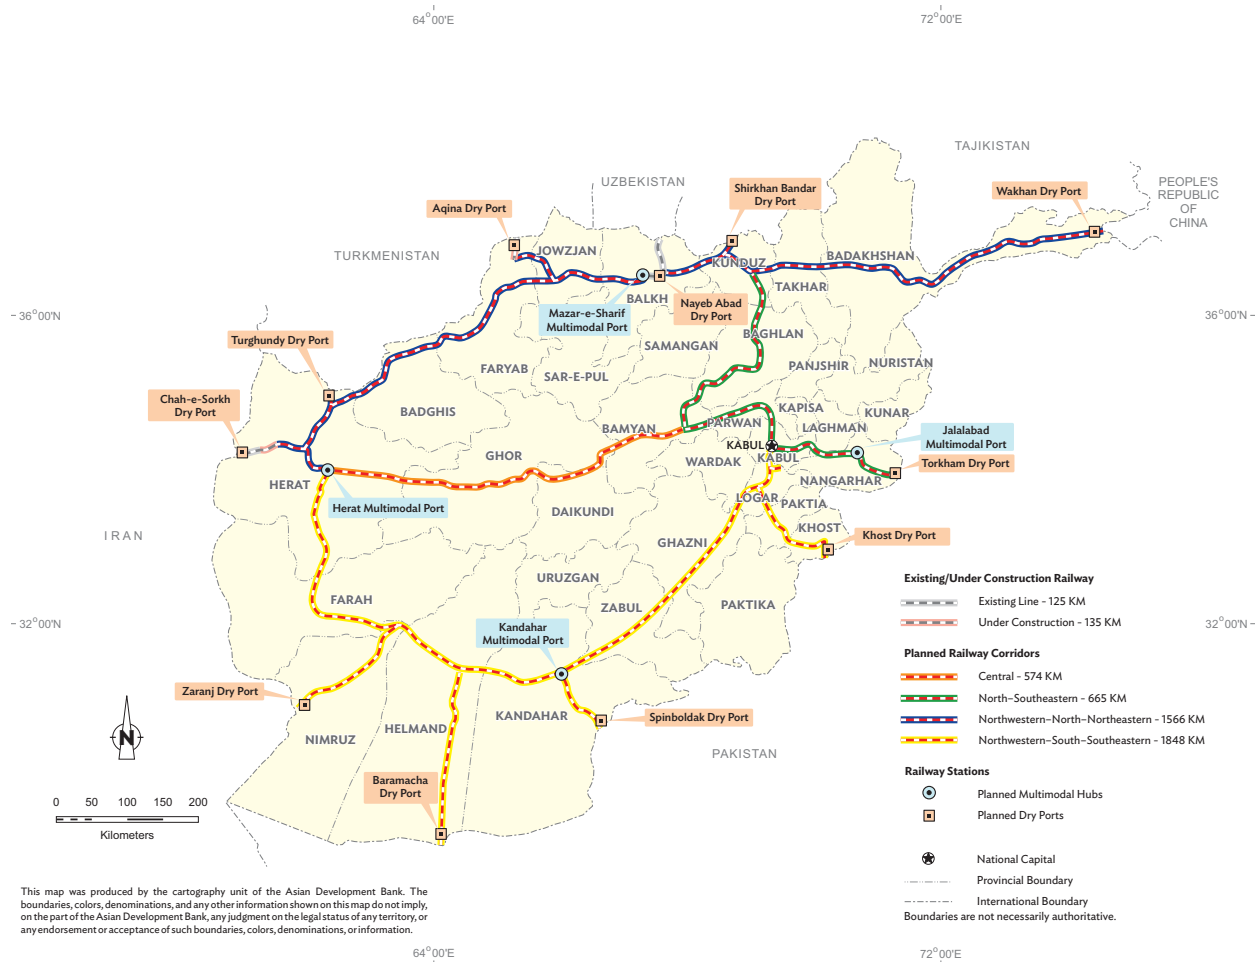 64°00'E
72°00'E
TAJIKISTAN
UZBEKISTAN
PEOPLE'S
REPUBLIC
OF
CHINA
Shirkhan Bandar
Dry Port
Wakhan Dry Port
Aqina Dry Port
JOWZJAN
TURKMENISTAN
KUNDUZ
BADAKHSHAN
TAKHAR
BALKH
Nayeb Abad
Dry Port
Mazar-e-Sharif
Multimodal Port
36°00'N
36°00'N
Turghundy Dry Port
BAGHLAN
SAMANGAN
FARYAB
SAR-E-PUL
PANJSHIR
NURISTAN
Chah-e-Sorkh
Dry Port
BADGHIS
KAPISA
KUNAR
BAMYAN
PARWAN
LAGHMAN
Jalalabad
Multimodal Port
KABUL
GHOR
WARDAK
KABUL
Torkham Dry Port
HERAT
NANGARHAR
Herat Multimodal Port
LOGAR
PAKTIA
DAIKUNDI
KHOST
Khost Dry Port
IRAN
GHAZNI
URUZGAN
FARAH
ZABUL
PAKTIKA
32°00'N
32°00'N
Kandahar
Multimodal Port
Zaranj Dry Port
KANDAHAR
Spinboldak Dry Port
HELMAND
NIMRUZ
PAKISTAN
Baramacha
Dry Port
N
0 50 100 150 200
Kilometers
Existing/Under Construction Railway
Existing Line - 125 KM
Under Construction - 135 KM
Planned Railway Corridors
Central - 574 KM
North–Southeastern - 665 KM
Northwestern–North–Northeastern - 1566 KM
Northwestern–South–Southeastern - 1848 KM
Railway Stations
Planned Multimodal Hubs
Planned Dry Ports
National Capital
Provincial Boundary
International Boundary
Boundaries are not necessarily authoritative.
This map was produced by the cartography unit of the Asian Development Bank. The
boundaries, colors, denominations, and any other information shown on this map do not imply,
on the part of the Asian Development Bank, any judgment on the legal status of any territory, or
any endorsement or acceptance of such boundaries, colors, denominations, or information.
64°00'E
72°00'E